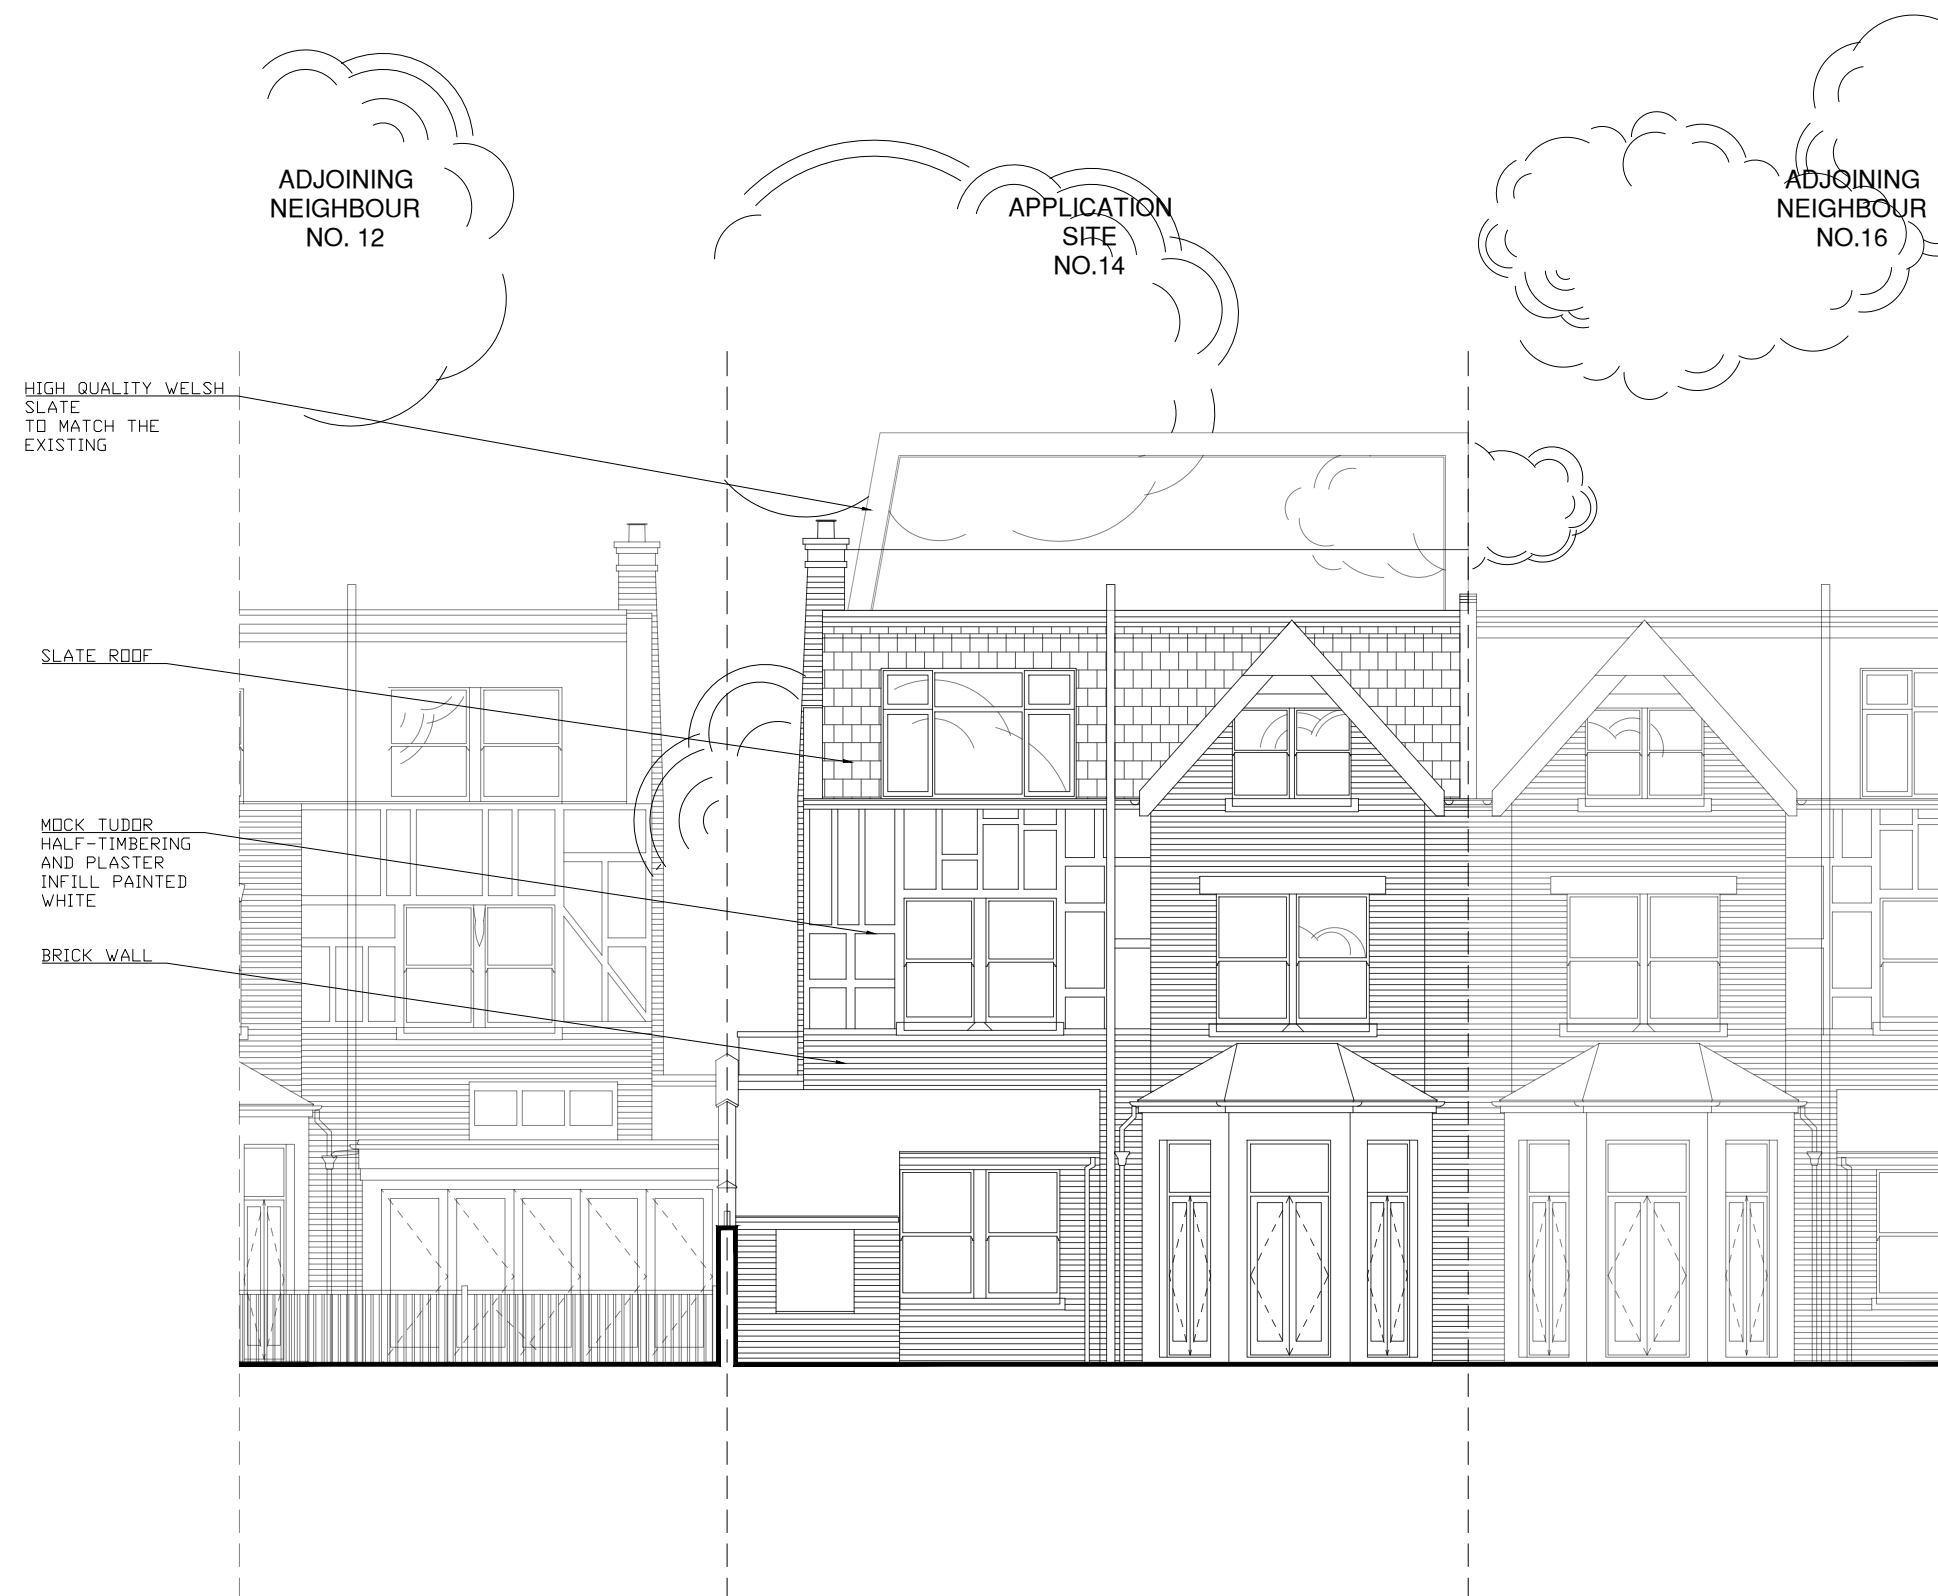 ADJOINING
NEIGHBOUR
NO. 12
APPLICATION
SITE
NO.14
ADJOINING
NEIGHBOUR
NO.16
HIGH QUALITY WELSH
SLATE
TO MATCH THE
EXISTING
SLATE ROOF
MOCK TUDOR
HALF-TIMBERING
AND PLASTER
INFILL PAINTED
WHITE
BRICK WALL